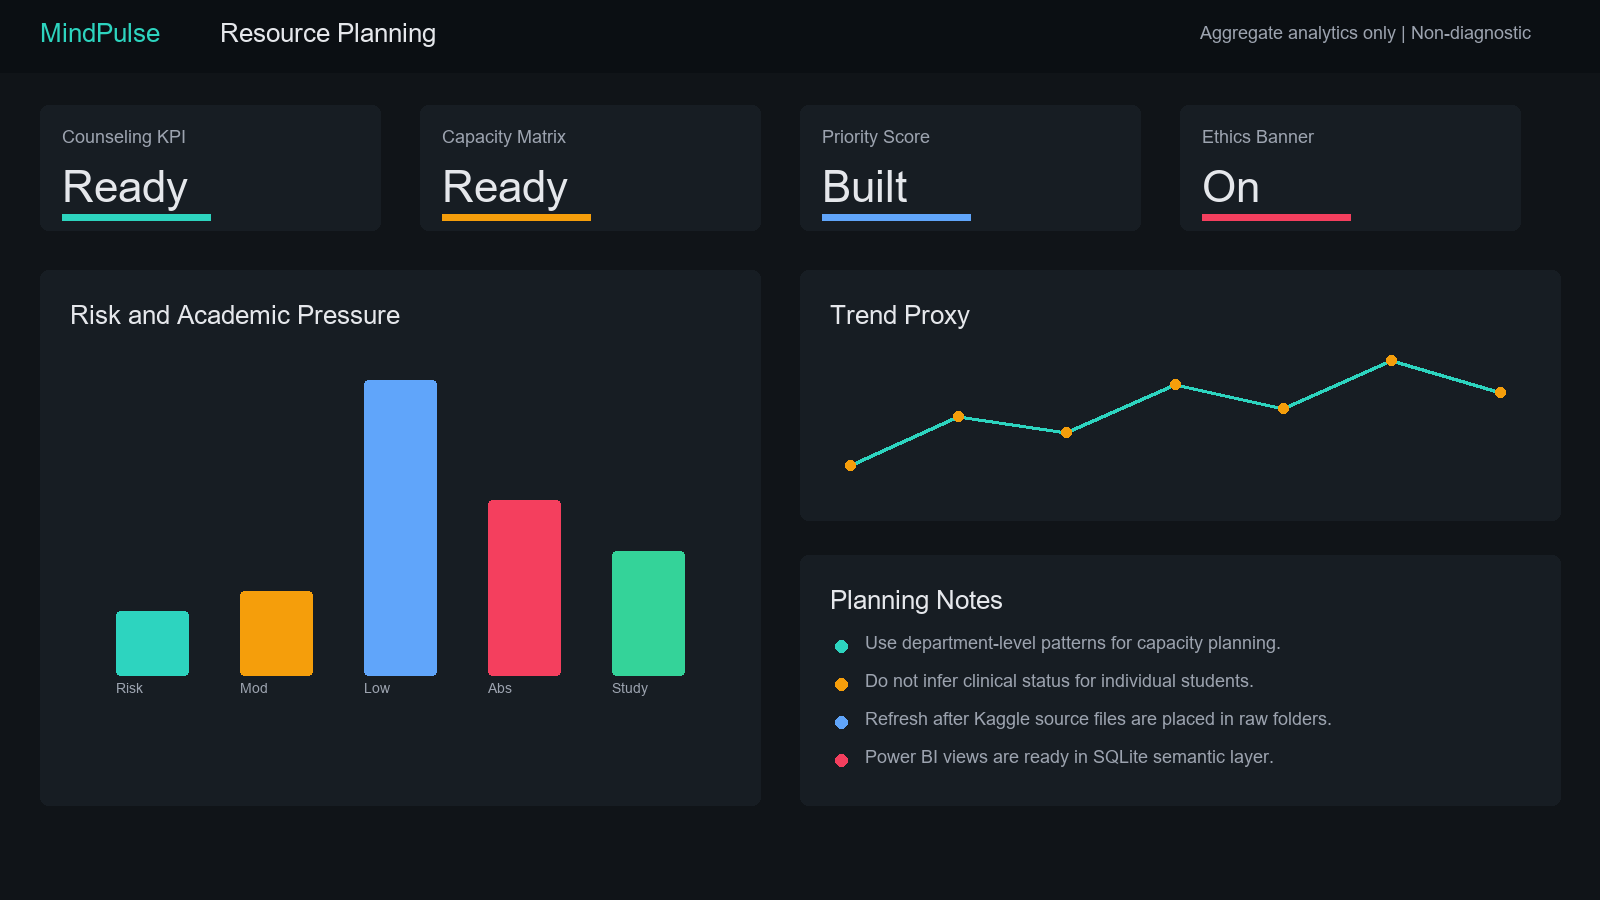 MindPulse Resource Planning Aggregate analytics only | Non-diagnostic
Counseling KPI
Ready
Capacity Matrix
Ready
Priority Score
Built
Ethics Banner
On
Risk and Academic Pressure
Risk Mod Low Abs Study
Trend Proxy
Planning Notes
Use department-level patterns for capacity planning.
Do not infer clinical status for individual students.
Refresh after Kaggle source files are placed in raw folders.
Power BI views are ready in SQLite semantic layer.